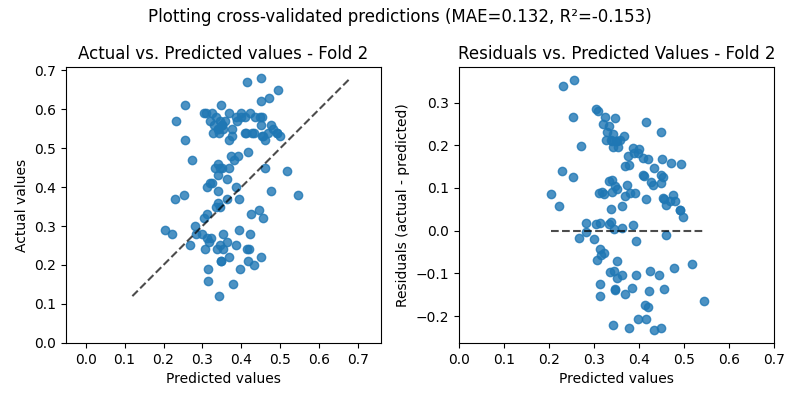 Plotting cross-validated predictions (MAE=0.132, R²=-0.153)
Actual vs. Predicted values - Fold 2
Actual values
0.7
0.6
0.5
0.4
0.3
0.2
0.1
0.0
0.0 0.1 0.2 0.3 0.4 0.5 0.6 0.7
Predicted values
Residuals vs. Predicted Values - Fold 2
Residuals (actual - predicted)
0.3
0.2
0.1
0.0
−0.1
−0.2
0.0 0.1 0.2 0.3 0.4 0.5 0.6 0.7
Predicted values